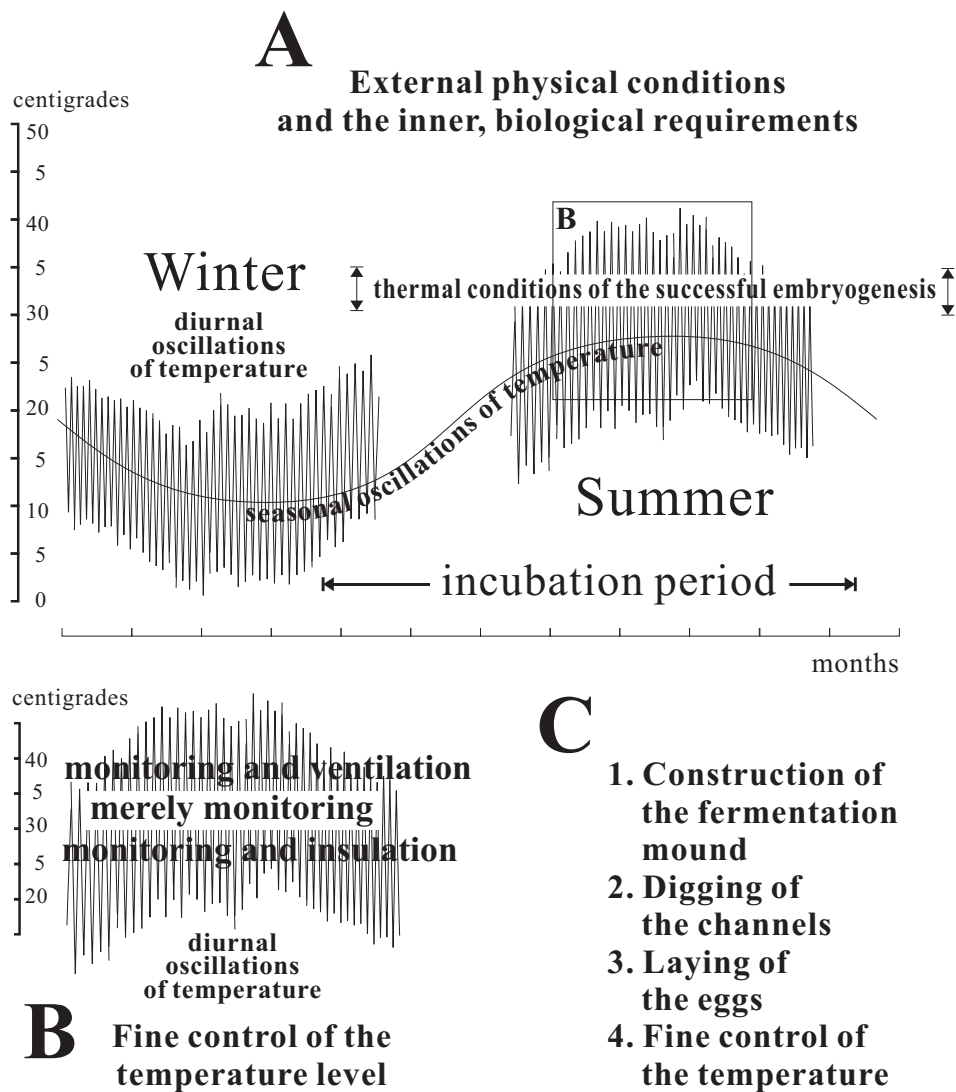 A
External physical conditions
and the inner, biological requirements
centigrades
50
5
40
5
30
5
20
5
10
5
0
B
Winter
diurnal
oscillations
of temperature
thermal conditions of the successful embryogenesis
seasonal oscillations of temperature
Summer
incubation period
months
centigrades
40
5
30
5
20
monitoring and ventilation
merely monitoring
monitoring and insulation
diurnal
oscillations
of temperature
B
Fine control of the
temperature level
C
1. Construction of
the fermentation
mound
2. Digging of
the channels
3. Laying of
the eggs
4. Fine control of
the temperature